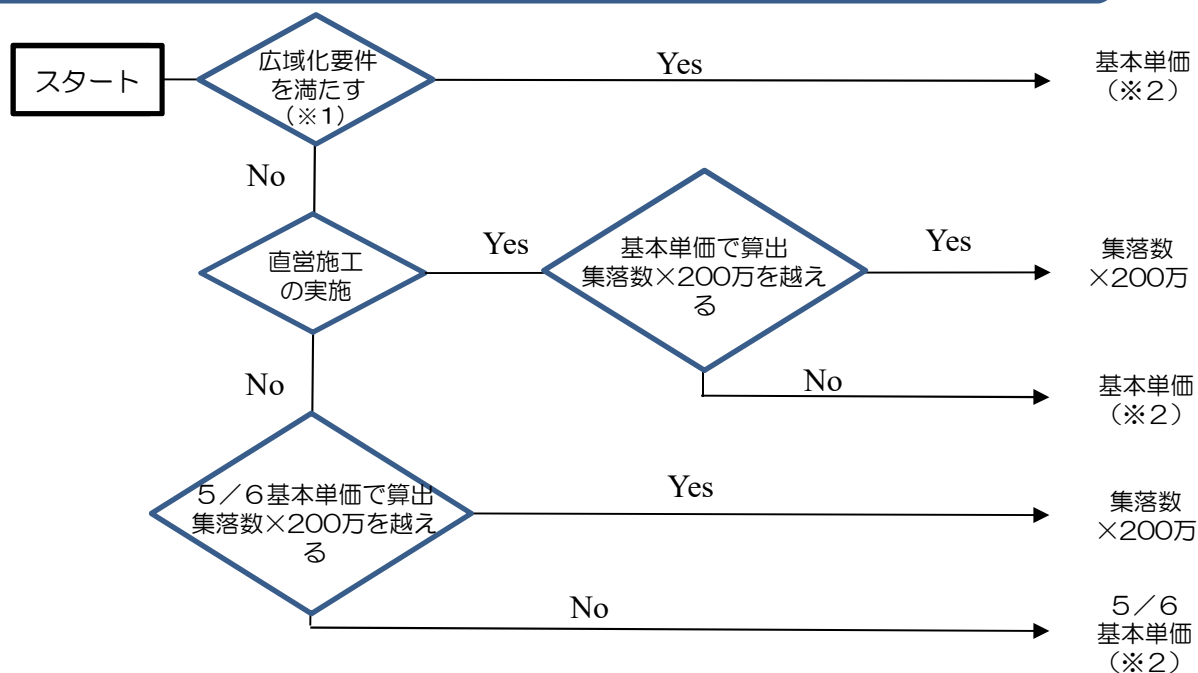 スタート
広域化要件
を満たす
（※１）
Yes
基本単価
（※２）
No
直営施工
の実施
Yes
基本単価で算出
集落数×200万を越え
る
Yes
集落数
×200万
No
基本単価
（※２）
No
５／６基本単価で算出
集落数×200万を越え
る
Yes
集落数
×200万
No
５／６
基本単価
（※２）